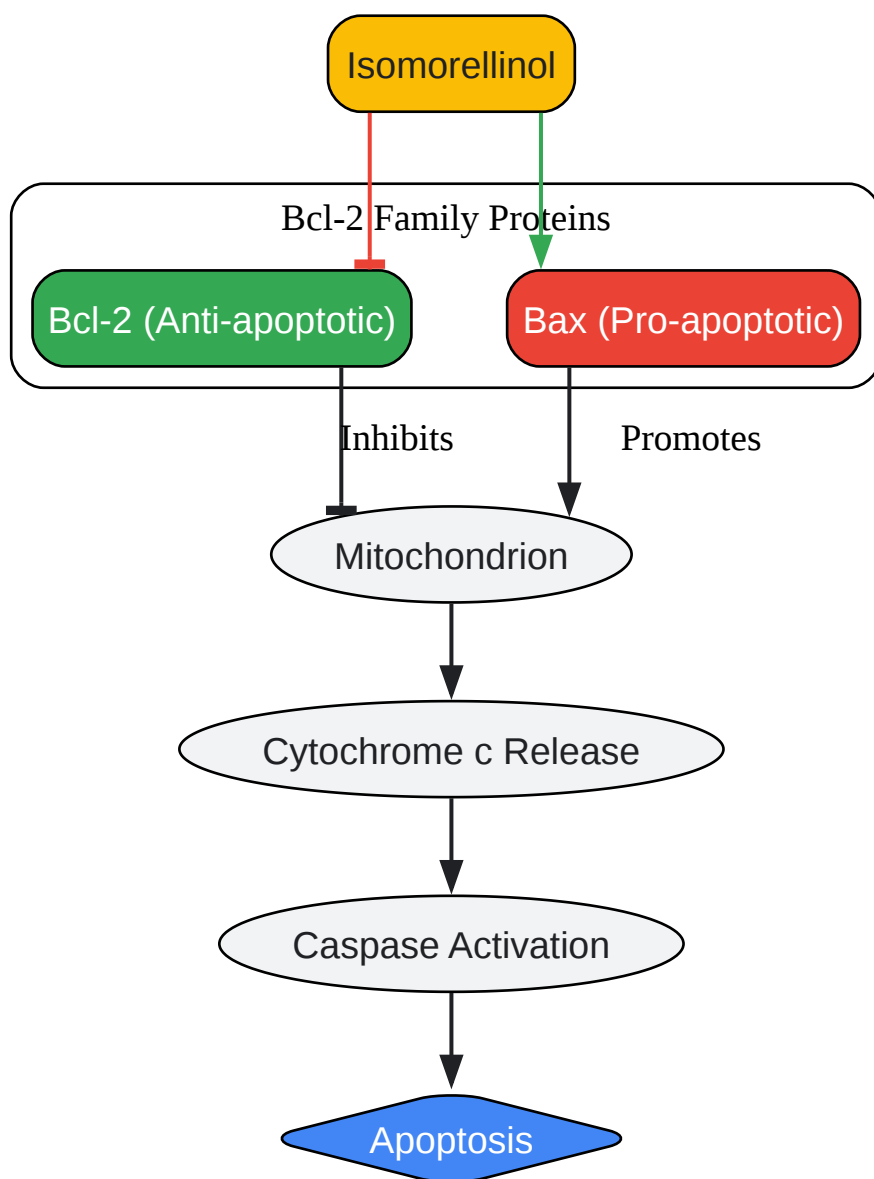 Isomorellinol
Bcl-2 Family Proteins
Bcl-2 (Anti-apoptotic)
Bax (Pro-apoptotic)
Inhibits
Promotes
Mitochondrion
Cytochrome c Release
Caspase Activation
Apoptosis